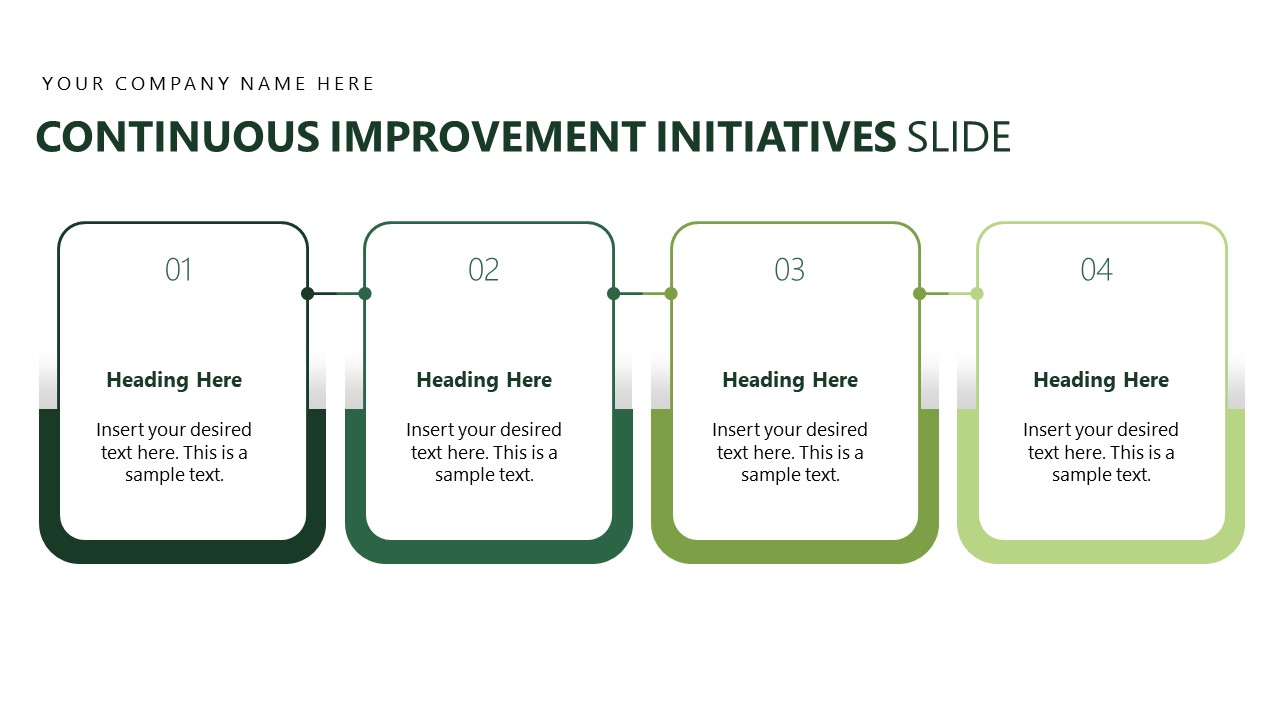 YOUR COMPANY NAME HERE
CONTINUOUS IMPROVEMENT INITIATIVES SLIDE
01
Heading Here
Insert your desired
text here. This is a
sample text.
02
Heading Here
Insert your desired
text here. This is a
sample text.
03
Heading Here
Insert your desired
text here. This is a
sample text.
04
Heading Here
Insert your desired
text here. This is a
sample text.